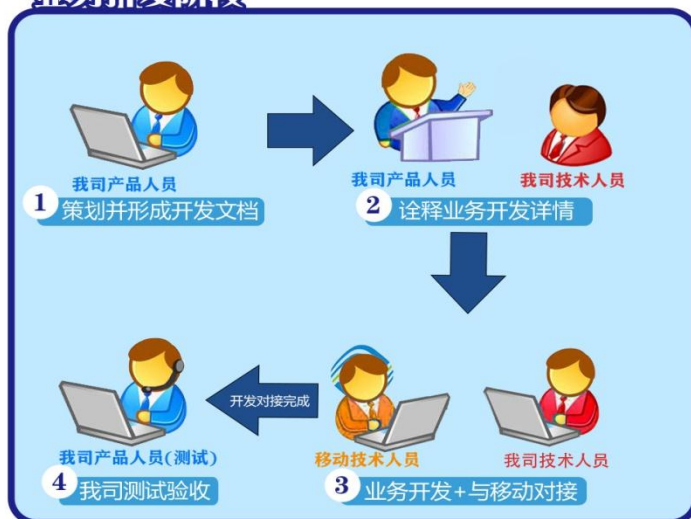 我司产品人员
1 策划并形成开发文档
我司产品人员
我司技术人员
2 诠释业务开发详情
开发对接完成
我司产品人员(测试)
4 我司测试验收
移动技术人员
我司技术人员
3 业务开发+与移动对接